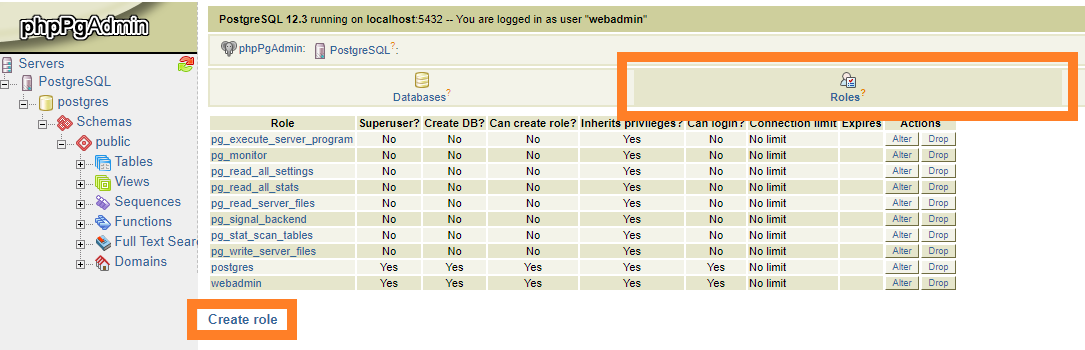 phpPgAdmin
PostgreSQL 12.3 running on localhost:5432 -- You are logged in as user "webadmin"
phpPgAdmin: PostgreSQL?:
Databases?
Roles?
Servers
PostgreSQL
postgres
Schemas
public
Tables
Views
Sequences
Functions
Full Text Sear
Domains
Role Superuser? Create DB? Can create role? Inherits privileges? Can login? Connection limit Expires Actions
pg_execute_server_program No No No Yes No No limit Alter Drop
pg_monitor No No No Yes No No limit Alter Drop
pg_read_all_settings No No No Yes No No limit Alter Drop
pg_read_all_stats No No No Yes No No limit Alter Drop
pg_read_server_files No No No Yes No No limit Alter Drop
pg_signal_backend No No No Yes No No limit Alter Drop
pg_stat_scan_tables No No No Yes No No limit Alter Drop
pg_write_server_files No No No Yes No No limit Alter Drop
postgres Yes Yes Yes Yes Yes No limit Alter Drop
webadmin Yes Yes Yes Yes Yes No limit Alter Drop
Create role